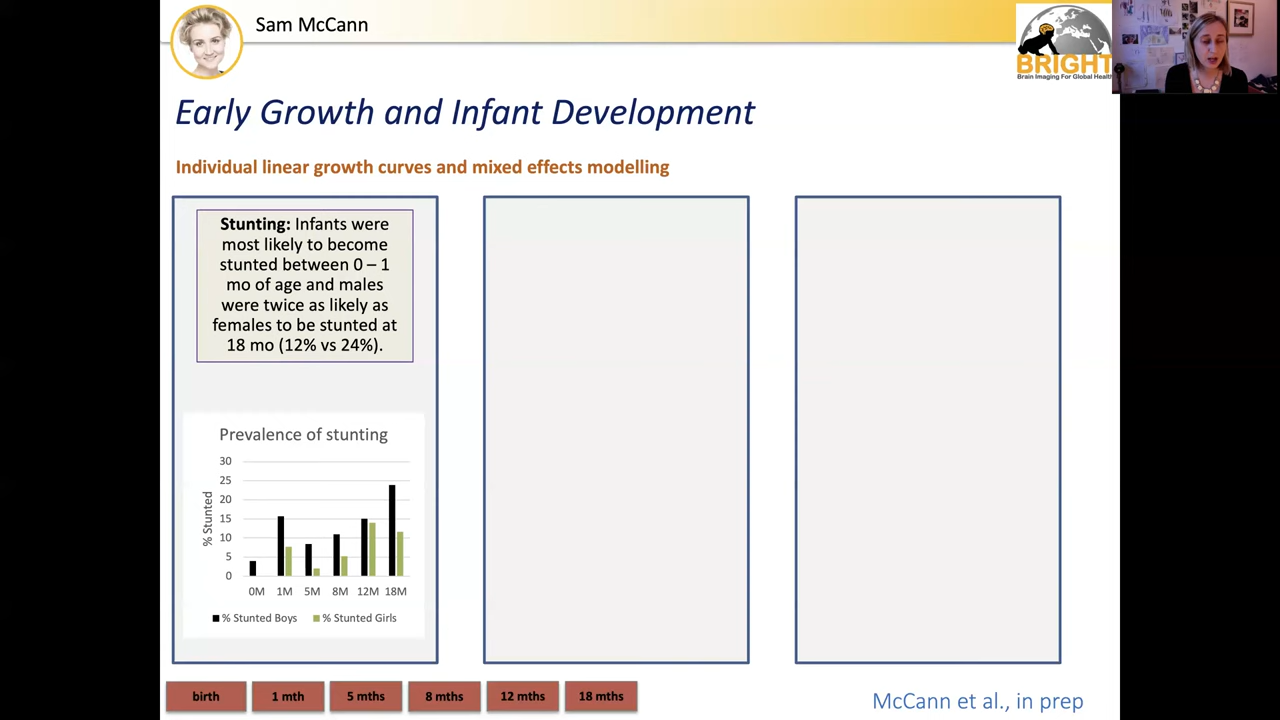 Sam McCann
BRIGHT
Brain Imaging For Global Health
Early Growth and Infant Development
Individual linear growth curves and mixed effects modelling
Stunting: Infants were
most likely to become
stunted between 0 – 1
mo of age and males
were twice as likely as
females to be stunted at
18 mo (12% vs 24%).
Prevalence of stunting
30
25
20
15
10
5
0
% Stunted
0M 1M 5M 8M 12M 18M
% Stunted Boys % Stunted Girls
birth 1 mth 5 mths 8 mths 12 mths 18 mths
McCann et al., in prep